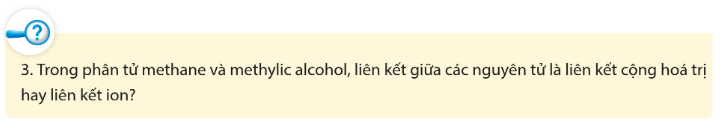 3. Trong phân tử methane và methylic alcohol, liên kết giữa các nguyên tử là liên kết cộng hoá trị
hay liên kết ion?